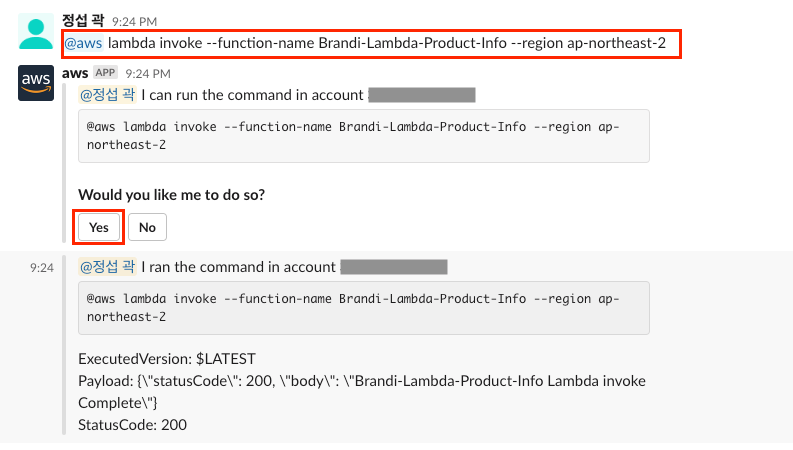 정섭 곽 9:24 PM
@aws lambda invoke --function-name Brandi-Lambda-Product-Info --region ap-northeast-2
aws
aws APP 9:24 PM
@정섭 곽 I can run the command in account
@aws lambda invoke --function-name Brandi-Lambda-Product-Info --region ap-
northeast-2
Would you like me to do so?
Yes No
9:24 @정섭 곽 I ran the command in account
@aws lambda invoke --function-name Brandi-Lambda-Product-Info --region ap-
northeast-2
ExecutedVersion: $LATEST
Payload: {\"statusCode\": 200, \"body\": \"Brandi-Lambda-Product-Info Lambda invoke
Complete\"}
StatusCode: 200